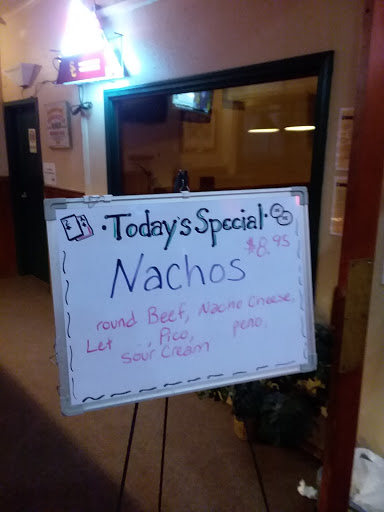 Today's Special
$8.95
Nachos
round Beef, Nacho Cheese,
Let , Pico, peno,
Sour Cream